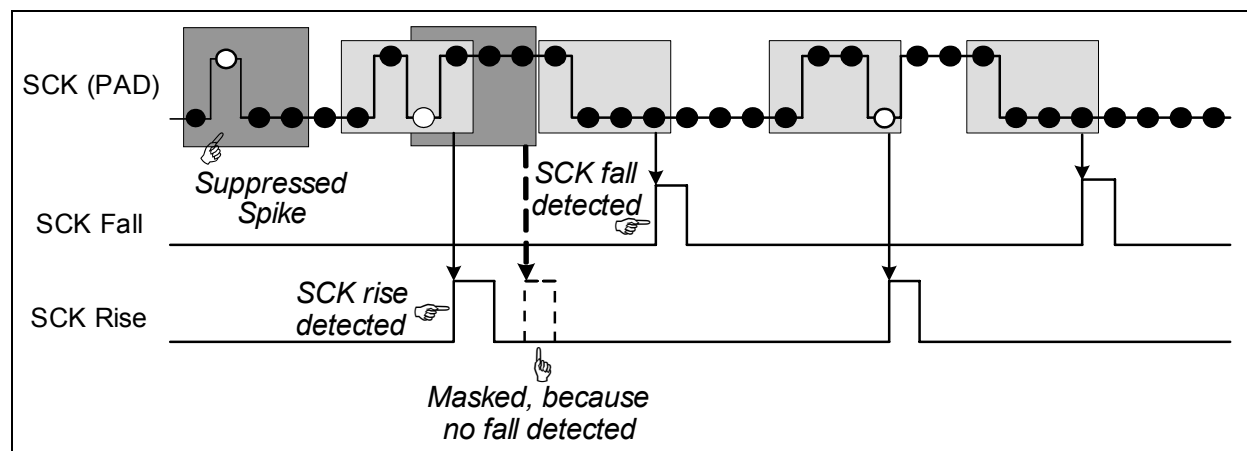 SCK (PAD)
Suppressed
Spike
SCK fall
detected
SCK Fall
SCK rise
detected
SCK Rise
Masked, because
no fall detected